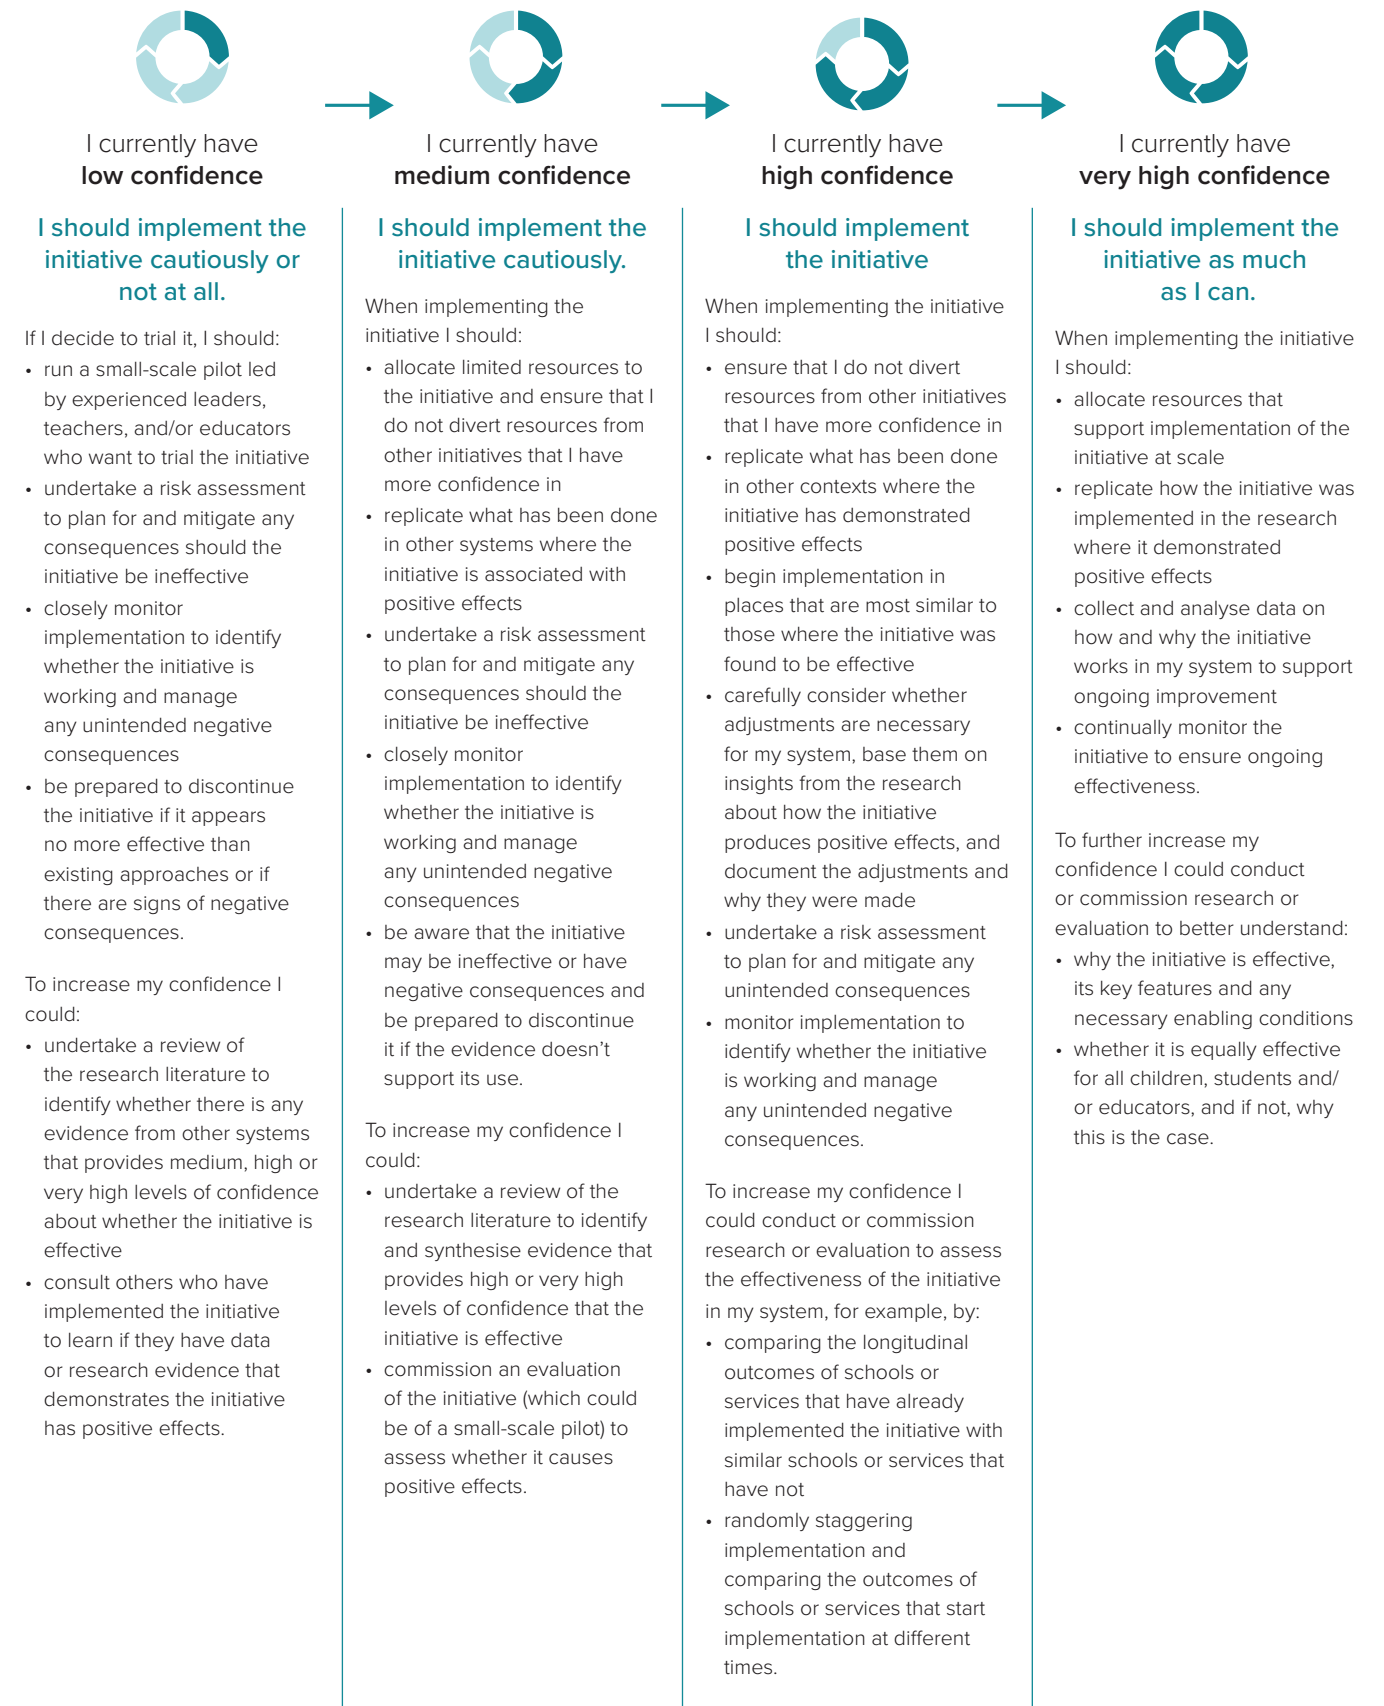 I currently have
low confidence
I should implement the
initiative cautiously or
not at all.
If I decide to trial it, I should:
• run a small-scale pilot led
by experienced leaders,
teachers, and/or educators
who want to trial the initiative
• undertake a risk assessment
to plan for and mitigate any
consequences should the
initiative be ineffective
• closely monitor
implementation to identify
whether the initiative is
working and manage
any unintended negative
consequences
• be prepared to discontinue
the initiative if it appears
no more effective than
existing approaches or if
there are signs of negative
consequences.
To increase my confidence I
could:
• undertake a review of
the research literature to
identify whether there is any
evidence from other systems
that provides medium, high or
very high levels of confidence
about whether the initiative is
effective
• consult others who have
implemented the initiative
to learn if they have data
or research evidence that
demonstrates the initiative
has positive effects.
I currently have
medium confidence
I should implement the
initiative cautiously.
When implementing the
initiative I should:
• allocate limited resources to
the initiative and ensure that I
do not divert resources from
other initiatives that I have
more confidence in
• replicate what has been done
in other systems where the
initiative is associated with
positive effects
• undertake a risk assessment
to plan for and mitigate any
consequences should the
initiative be ineffective
• closely monitor
implementation to identify
whether the initiative is
working and manage
any unintended negative
consequences
• be aware that the initiative
may be ineffective or have
negative consequences and
be prepared to discontinue
it if the evidence doesn’t
support its use.
To increase my confidence I
could:
• undertake a review of the
research literature to identify
and synthesise evidence that
provides high or very high
levels of confidence that the
initiative is effective
• commission an evaluation
of the initiative (which could
be of a small-scale pilot) to
assess whether it causes
positive effects.
I currently have
high confidence
I should implement
the initiative
When implementing the initiative
I should:
• ensure that I do not divert
resources from other initiatives
that I have more confidence in
• replicate what has been done
in other contexts where the
initiative has demonstrated
positive effects
• begin implementation in
places that are most similar to
those where the initiative was
found to be effective
• carefully consider whether
adjustments are necessary
for my system, base them on
insights from the research
about how the initiative
produces positive effects, and
document the adjustments and
why they were made
• undertake a risk assessment
to plan for and mitigate any
unintended consequences
• monitor implementation to
identify whether the initiative
is working and manage
any unintended negative
consequences.
To increase my confidence I
could conduct or commission
research or evaluation to assess
the effectiveness of the initiative
in my system, for example, by:
• comparing the longitudinal
outcomes of schools or
services that have already
implemented the initiative with
similar schools or services that
have not
• randomly staggering
implementation and
comparing the outcomes of
schools or services that start
implementation at different
times.
I currently have
very high confidence
I should implement the
initiative as much
as I can.
When implementing the initiative
I should:
• allocate resources that
support implementation of the
initiative at scale
• replicate how the initiative was
implemented in the research
where it demonstrated
positive effects
• collect and analyse data on
how and why the initiative
works in my system to support
ongoing improvement
• continually monitor the
initiative to ensure ongoing
effectiveness.
To further increase my
confidence I could conduct
or commission research or
evaluation to better understand:
• why the initiative is effective,
its key features and any
necessary enabling conditions
• whether it is equally effective
for all children, students and/
or educators, and if not, why
this is the case.